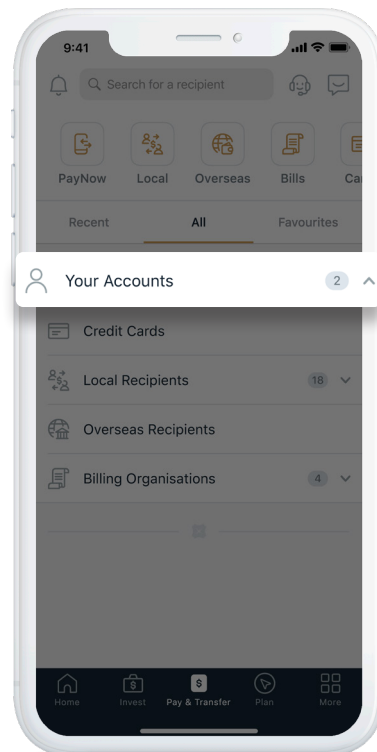 9:41
Search for a recipient
PayNow Local Overseas Bills Ca
Recent All Favourites
Your Accounts 2
Credit Cards
Local Recipients 18
Overseas Recipients
Billing Organisations 4
Home Invest Pay & Transfer Plan More